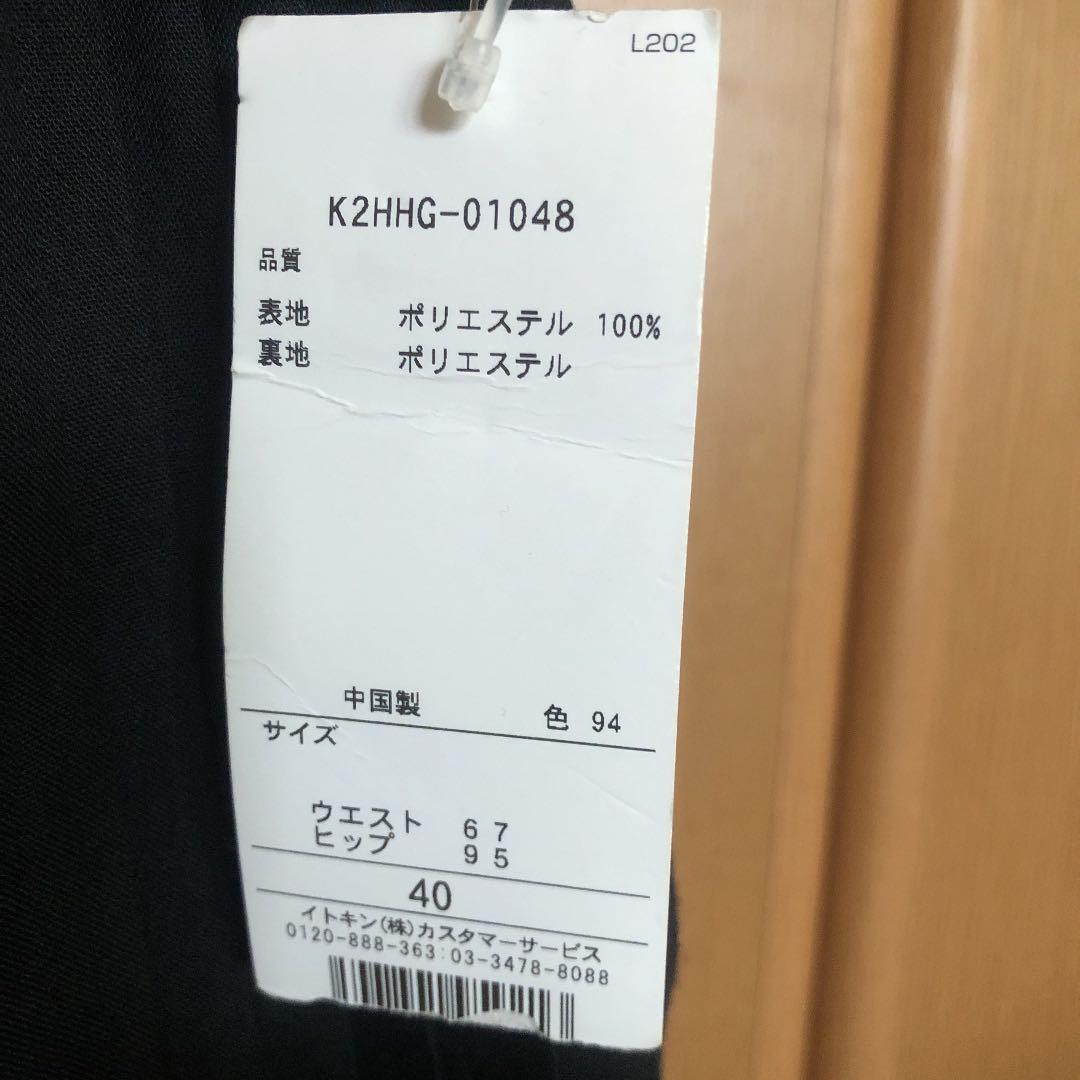 L202
K2HHG-01048
品質
表地 ポリエステル 100%
裏地 ポリエステル
中国製 色 94
サイズ
ウエスト 67
ヒップ 95
40
イトキン(株)カスタマーサービス
0120-888-363:03-3478-8088